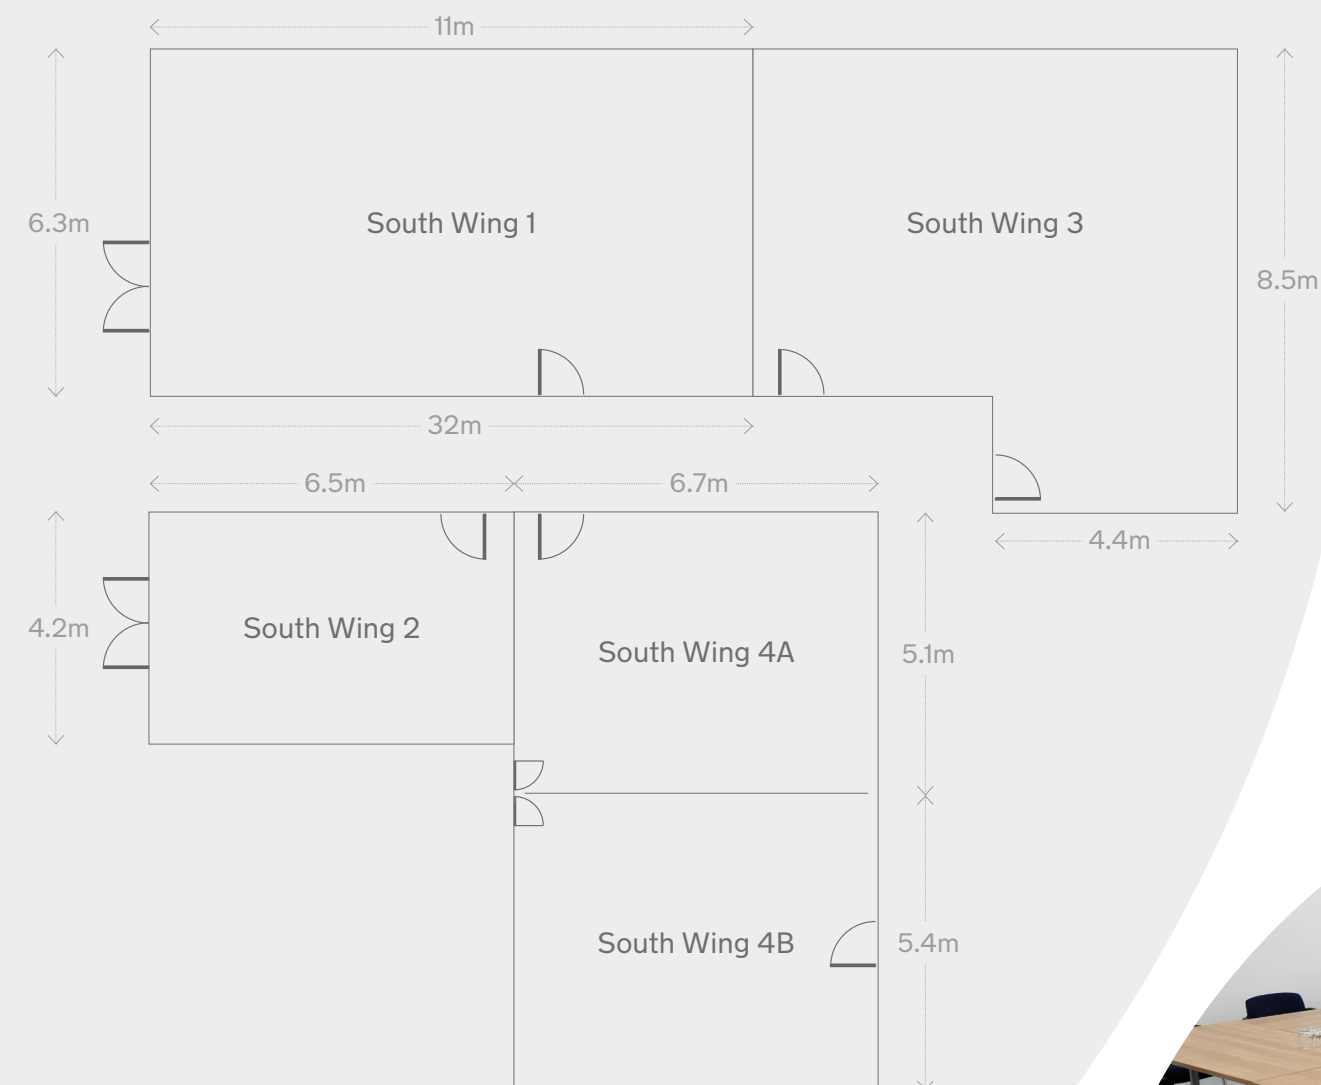 11m
6.3m
South Wing 1
South Wing 3
8.5m
32m
6.5m
6.7m
4.4m
4.2m
South Wing 2
South Wing 4A
5.1m
South Wing 4B
5.4m